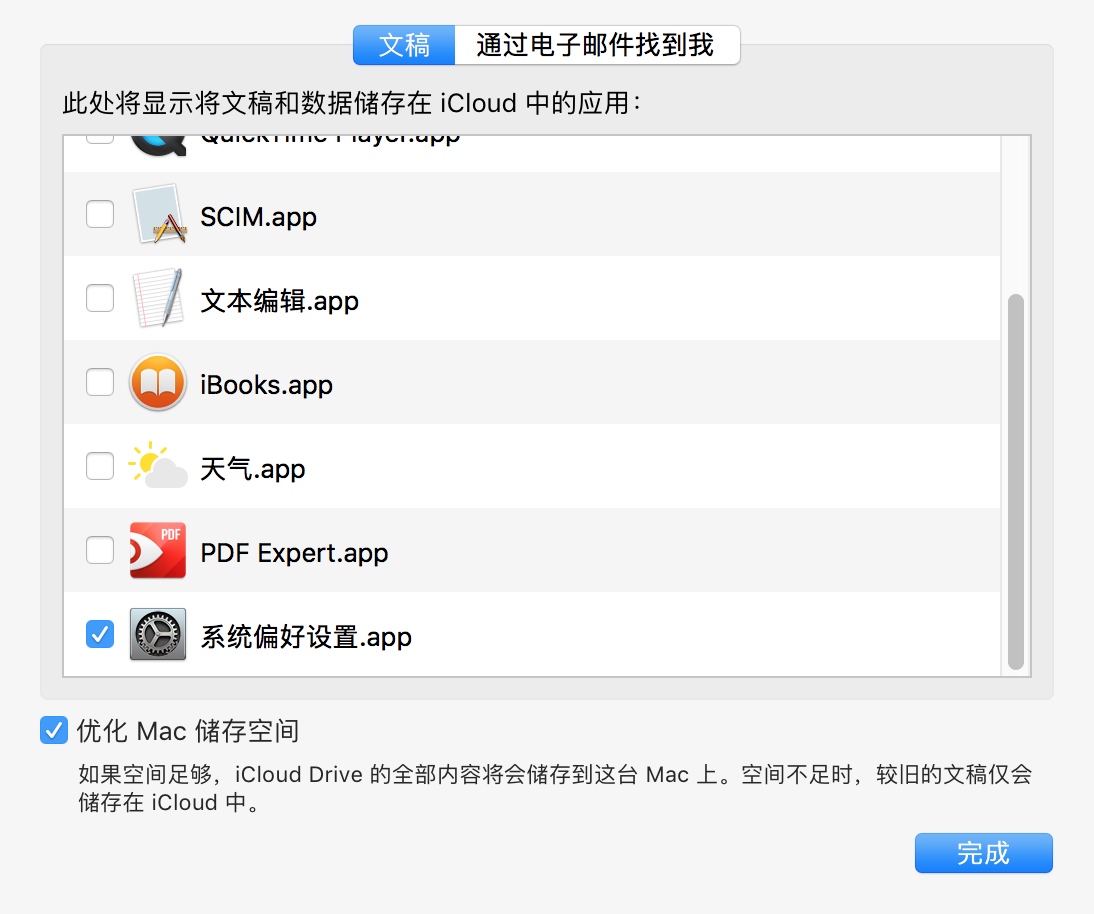 文稿
通过电子邮件找到我
此处将显示将文稿和数据储存在 iCloud 中的应用：
QuickTime Player.app
SCIM.app
文本编辑.app
iBooks.app
天气.app
PDF
PDF Expert.app
系统偏好设置.app
优化 Mac 储存空间
如果空间足够，iCloud Drive 的全部内容将会储存到这台 Mac 上。空间不足时，较旧的文稿仅会
储存在 iCloud 中。
完成